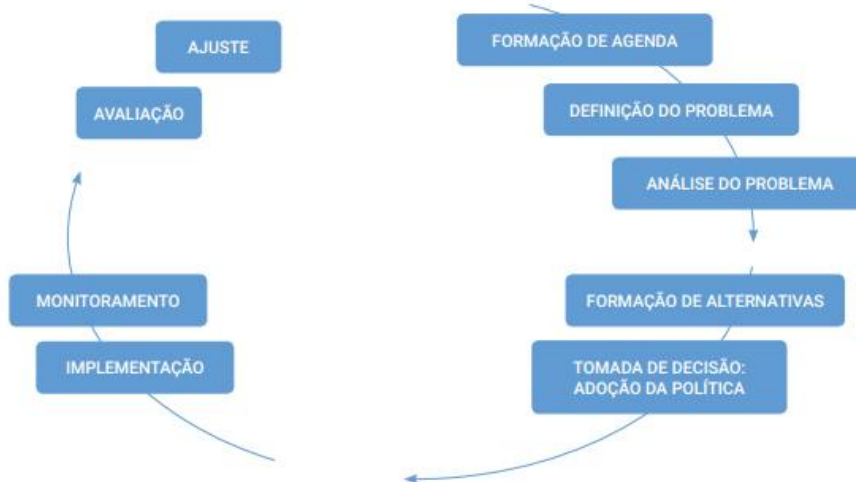 FORMAÇÃO DE AGENDA
DEFINIÇÃO DO PROBLEMA
ANÁLISE DO PROBLEMA
FORMAÇÃO DE ALTERNATIVAS
TOMADA DE DECISÃO:
ADOÇÃO DA POLÍTICA
IMPLEMENTAÇÃO
MONITORAMENTO
AVALIAÇÃO
AJUSTE